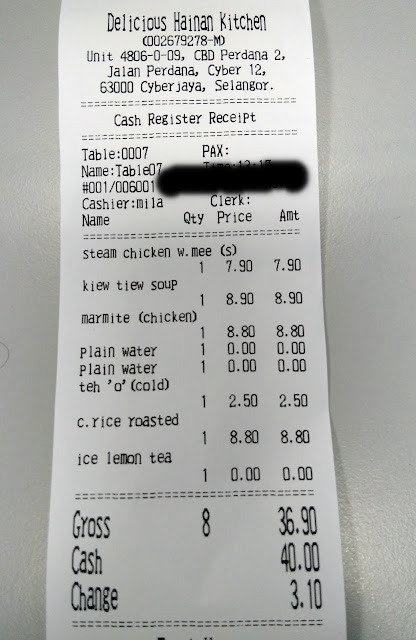 Delicious Hainan Kitchen
(002679278-M)
Unit 4806-0-09, CBD Perdana 2,
Jalan Perdana, Cyber 12,
63000 Cyberjaya, Selangor.
Cash Register Receipt
Table:0007 PAX:
Name:Table07
#001/006001
Cashier:mila Clerk:
Name Qty Price Amt
steam chicken w.mee (s)
1 7.90 7.90
kiew tiew soup
1 8.90 8.90
marmite (chicken)
1 8.80 8.80
plain water 1 0.00 0.00
plain water 1 0.00 0.00
teh 'o' (cold)
1 2.50 2.50
c.rice roasted
1 8.80 8.80
ice lemon tea
1 0.00 0.00
Gross 8 36.90
Cash 40.00
Change 3.10